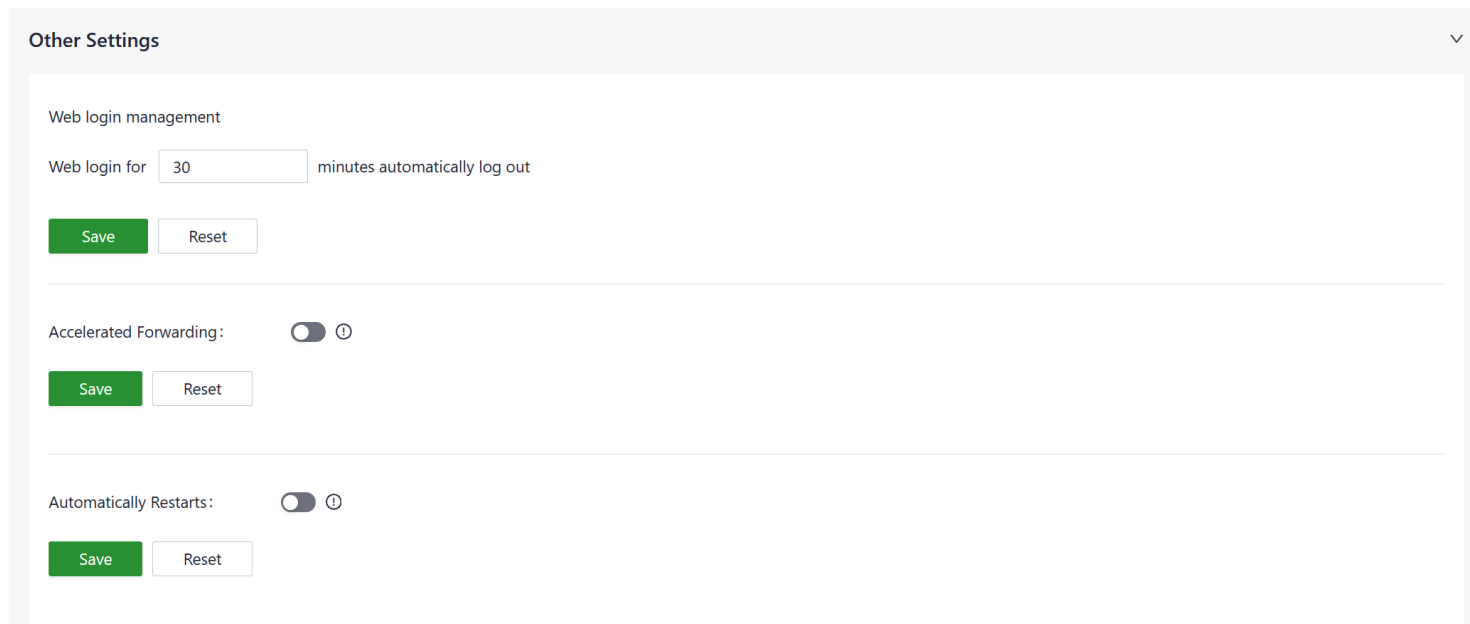 Other Settings
Web login management
Web login for 30 minutes automatically log out
Save Reset
Accelerated Forwarding:
Save Reset
Automatically Restarts:
Save Reset